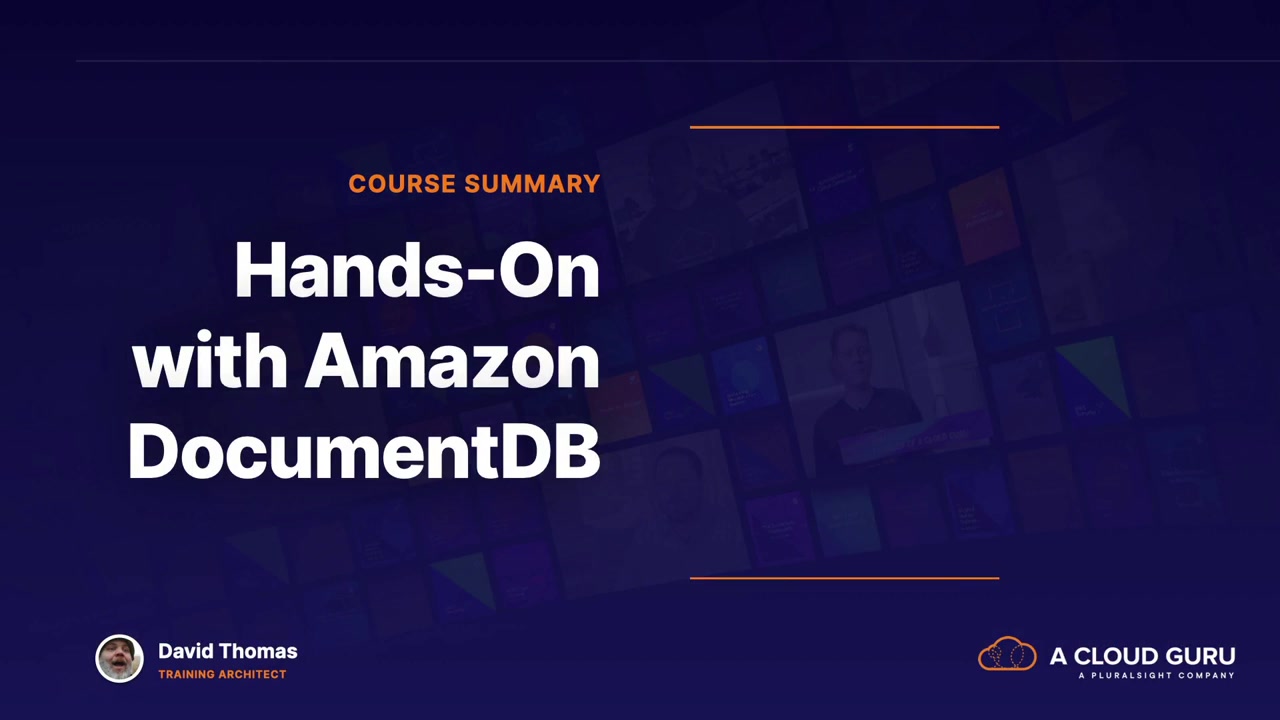 COURSE SUMMARY
Hands-On
with Amazon
DocumentDB
David Thomas
TRAINING ARCHITECT
A CLOUD GURU
A PLURALSIGHT COMPANY